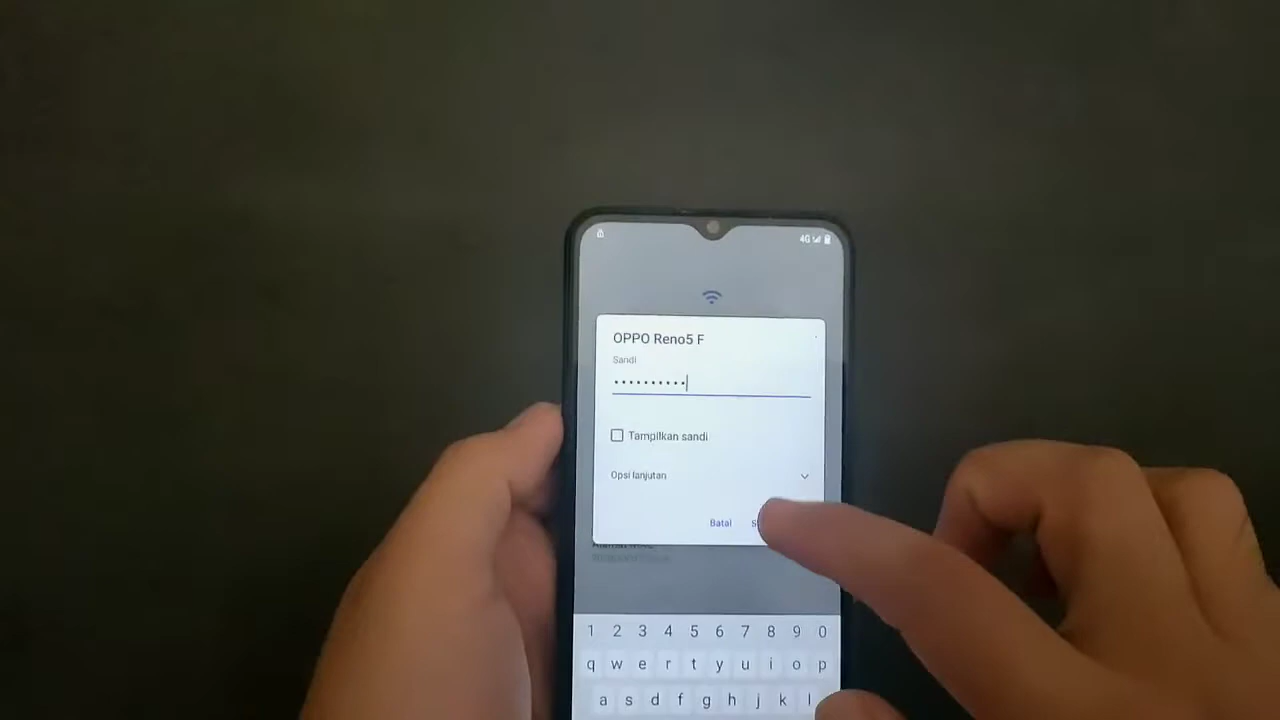 4G
OPPO Reno5 F
Sandi
Tampilkan sandi
Opsi lanjutan
Batal
1 2 3 4 5 6 7 8 9 0
q w e r t y u i o p
a s d f g h j k l